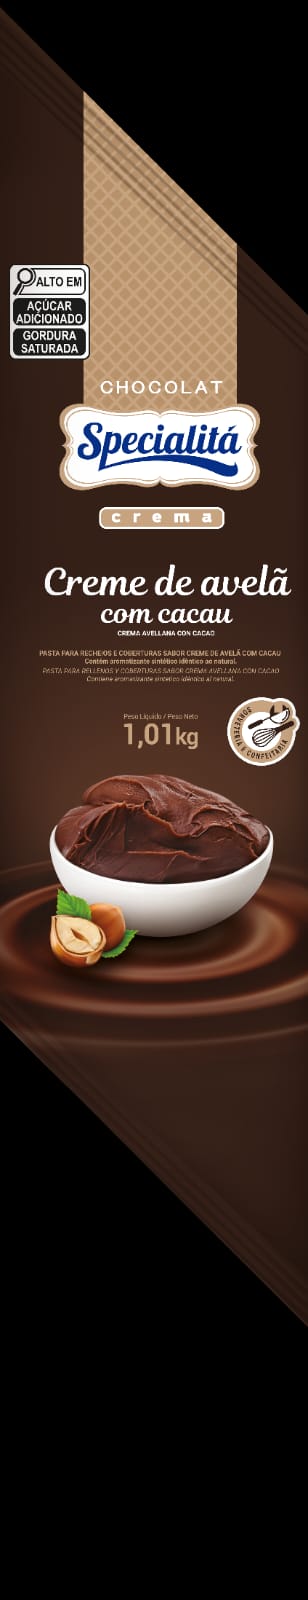 ALTO EM
AÇÚCAR
ADICIONADO
GORDURA
SATURADA
CHOCOLAT
Specialitá
crema
Creme de avelã
com cacau
CREMA AVELLANA CON CACAO
PASTA PARA RECHEIOS E COBERTURAS SABOR CREME DE AVELÃ COM CACAU
Contém aromatizante sintético idêntico ao natural.
PASTA PARA RELLENOS Y COBERTURAS SABOR CREMA AVELLANA CON CACAO
Contiene aromatizante sintetico idéntico al natural.
Peso Líquido / Peso Neto
1,01kg
SORVETERIA E CONFEITARIA